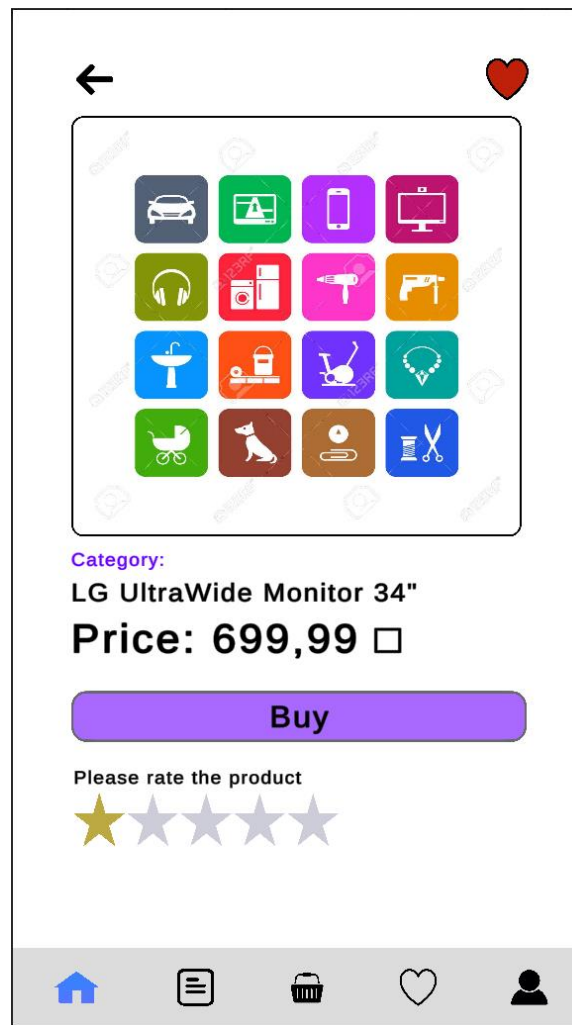 Category:
LG UltraWide Monitor 34"
Price: 699,99 □
Buy
Please rate the product